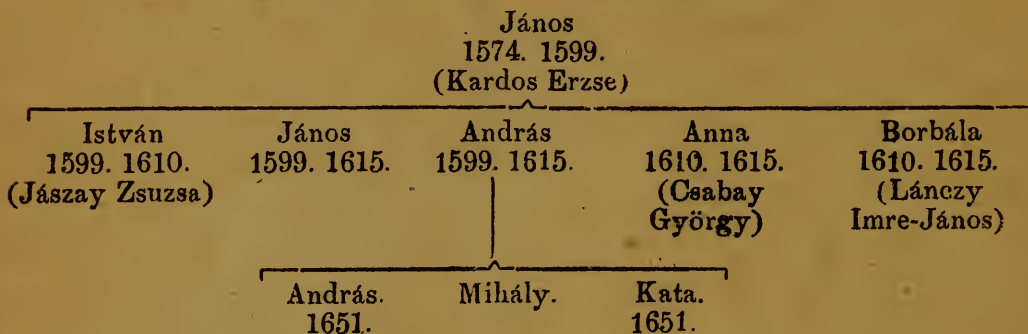 János
1574. 1599.
(Kardos Erzse)
István János András Anna Borbála
1599. 1610. 1599. 1615. 1599. 1615. 1610. 1615. 1610. 1615.
(Jászay Zsuzsa) (Csabay (Lánczy
György) Imre-János)
András. Mihály. Kata.
1651. 1651.